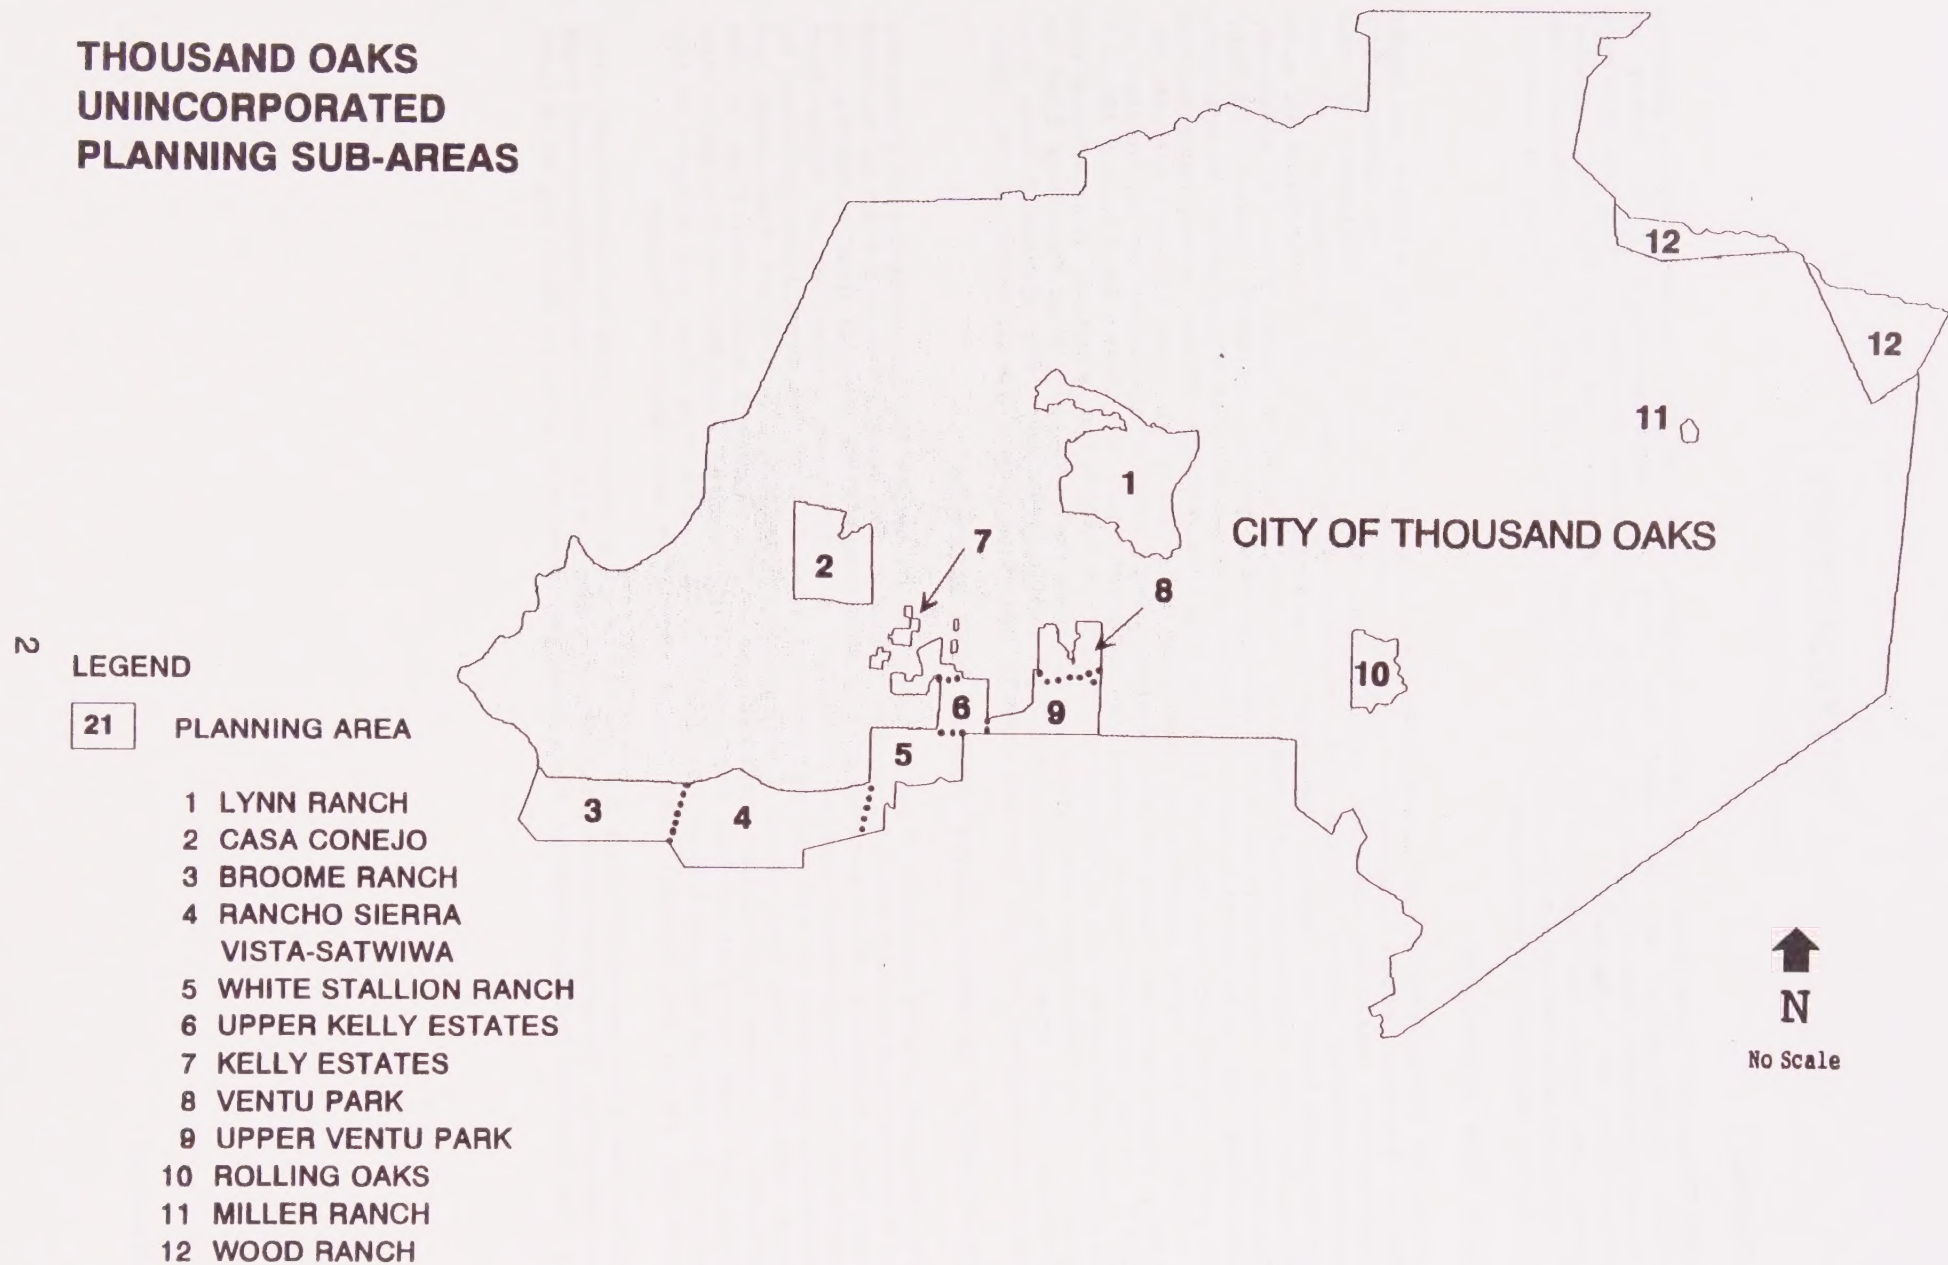 THOUSAND OAKS
UNINCORPORATED
PLANNING SUB-AREAS
12
12
11
1
CITY OF THOUSAND OAKS
7
2
8
2
LEGEND
10
21 PLANNING AREA
6
9
5
3
4
1 LYNN RANCH
2 CASA CONEJO
3 BROOME RANCH
4 RANCHO SIERRA
VISTA-SATWIWA
5 WHITE STALLION RANCH
6 UPPER KELLY ESTATES
7 KELLY ESTATES
8 VENTU PARK
9 UPPER VENTU PARK
10 ROLLING OAKS
11 MILLER RANCH
12 WOOD RANCH
N
No Scale